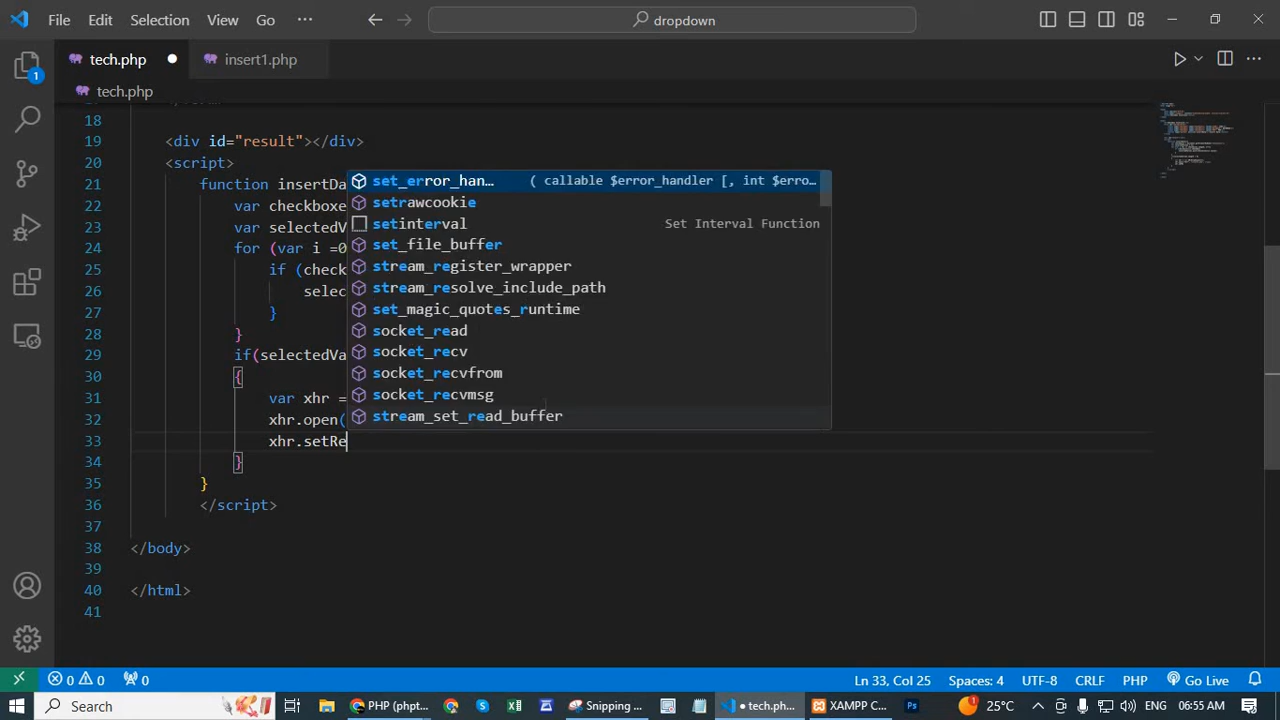 File Edit Selection View Go ··· dropdown
tech.php insert1.php
tech.php
18
19 <div id="result"></div>
20 <script>
21 function insertDa
22 var checkboxe
23 var selectedV
24 for (var i =0
25 if (check
26 selec
27 }
28 }
29 if(selectedVa
30 {
31 var xhr =
32 xhr.open(
33 xhr.setRe
34 }
35 }
36 </script>
37
38 </body>
39
40 </html>
41
set_error_han… ( callable $error_handler [, int $erro…
setrawcookie
setinterval Set Interval Function
set_file_buffer
stream_register_wrapper
stream_resolve_include_path
set_magic_quotes_runtime
socket_read
socket_recv
socket_recvfrom
socket_recvmsg
stream_set_read_buffer
1
0 0 0 Ln 33, Col 25 Spaces: 4 UTF-8 CRLF PHP Go Live
Search PHP (phpt... Snipping ... tech.ph... XAMPP C... 25°C ENG 06:55 AM